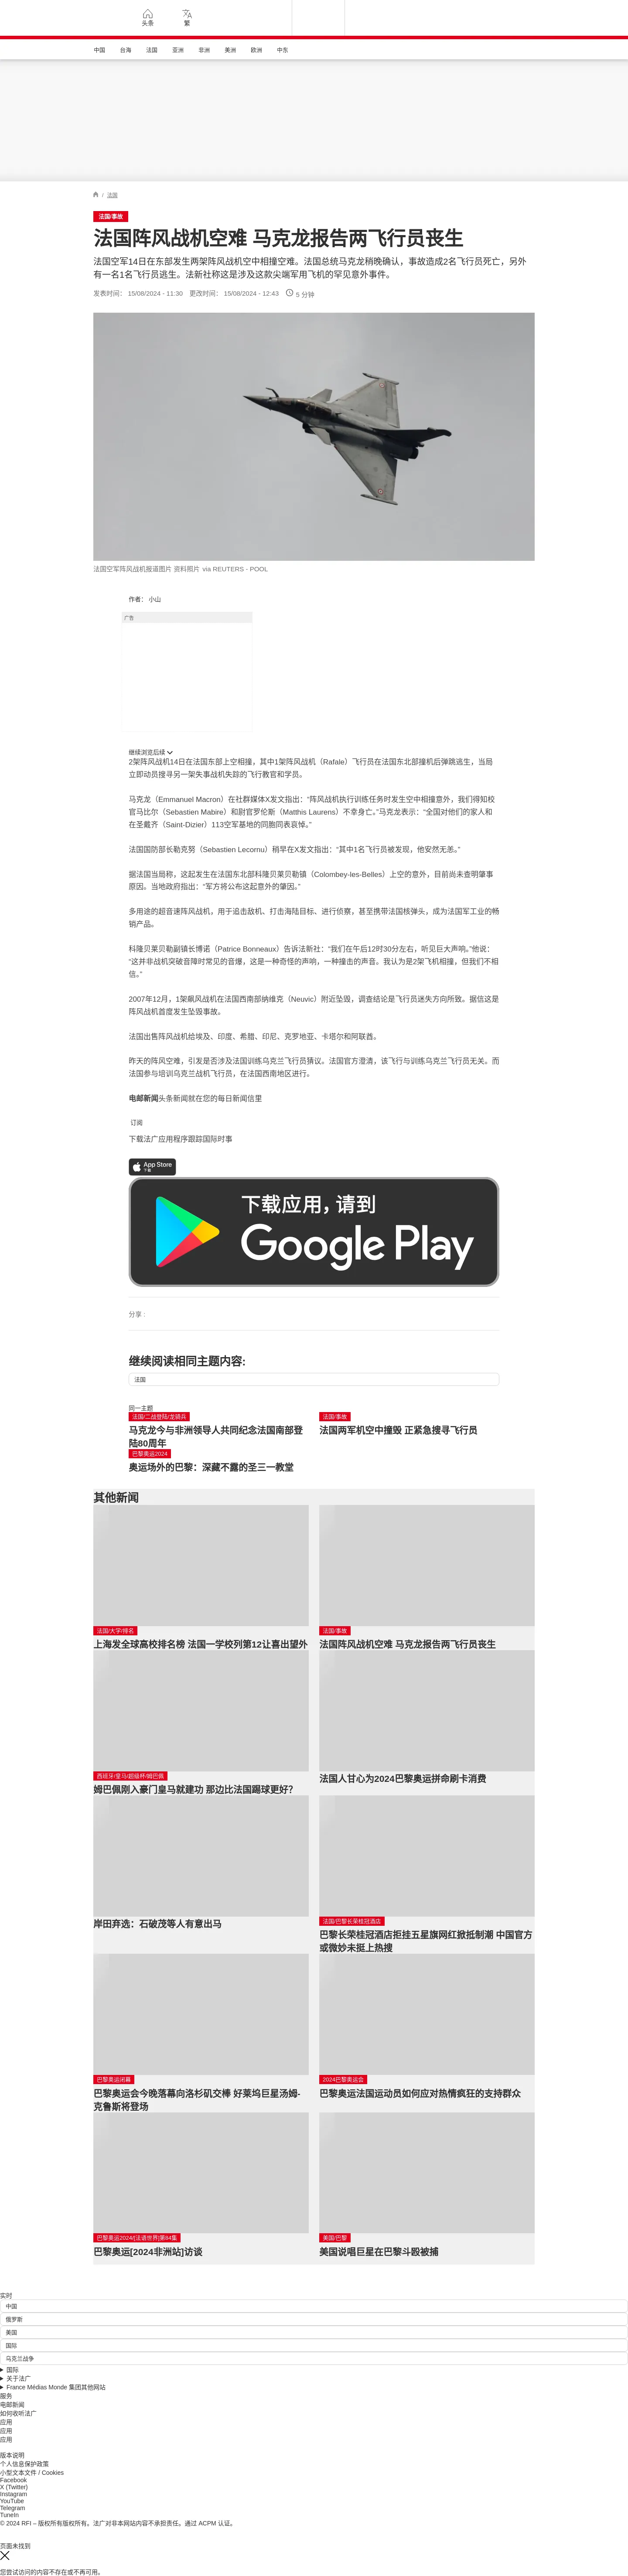 头条
繁
中国
台海
法国
亚洲
非洲
美洲
欧洲
中东
/ 法国
法国/事故
法国阵风战机空难 马克龙报告两飞行员丧生
法国空军14日在东部发生两架阵风战机空中相撞空难。法国总统马克龙稍晚确认，事故造成2名飞行员死亡，另外
有一名1名飞行员逃生。法新社称这是涉及这款尖端军用飞机的罕见意外事件。
发表时间： 15/08/2024 - 11:30 更改时间： 15/08/2024 - 12:43 5 分钟
法国空军阵风战机报道图片 资料照片 via REUTERS - POOL
作者： 小山
广告
继续浏览后续
2架阵风战机14日在法国东部上空相撞，其中1架阵风战机（Rafale）飞行员在法国东北部撞机后弹跳逃生，当局
立即动员搜寻另一架失事战机失踪的飞行教官和学员。
马克龙（Emmanuel Macron）在社群媒体X发文指出：“阵风战机执行训练任务时发生空中相撞意外，我们得知校
官马比尔（Sebastien Mabire）和尉官罗伦斯（Matthis Laurens）不幸身亡。”马克龙表示：“全国对他们的家人和
在圣戴齐（Saint-Dizier）113空军基地的同胞同表哀悼。”
法国国防部长勒克努（Sebastien Lecornu）稍早在X发文指出：“其中1名飞行员被发现，他安然无恙。”
据法国当局称，这起发生在法国东北部科隆贝莱贝勒镇（Colombey-les-Belles）上空的意外，目前尚未查明肇事
原因。当地政府指出：“军方将公布这起意外的肇因。”
多用途的超音速阵风战机，用于追击敌机、打击海陆目标、进行侦察，甚至携带法国核弹头，成为法国军工业的畅
销产品。
科隆贝莱贝勒副镇长博诺（Patrice Bonneaux）告诉法新社：“我们在午后12时30分左右，听见巨大声响。”他说：
“这并非战机突破音障时常见的音爆，这是一种奇怪的声响，一种撞击的声音。我认为是2架飞机相撞，但我们不相
信。”
2007年12月，1架飙风战机在法国西南部纳维克（Neuvic）附近坠毁，调查结论是飞行员迷失方向所致。据信这是
阵风战机首度发生坠毁事故。
法国出售阵风战机给埃及、印度、希腊、印尼、克罗地亚、卡塔尔和阿联酋。
昨天的阵风空难，引发是否涉及法国训练乌克兰飞行员猜议。法国官方澄清，该飞行与训练乌克兰飞行员无关。而
法国参与培训乌克兰战机飞行员，在法国西南地区进行。
电邮新闻头条新闻就在您的每日新闻信里
订阅
下载法广应用程序跟踪国际时事
App Store
下载
下载应用，请到
Google Play
分享 :
继续阅读相同主题内容:
法国
同一主题
法国/二战登陆/龙骑兵
马克龙今与非洲领导人共同纪念法国南部登
陆80周年
法国/事故
法国两军机空中撞毁 正紧急搜寻飞行员
巴黎奥运2024
奥运场外的巴黎：深藏不露的圣三一教堂
其他新闻
法国/大学/排名
上海发全球高校排名榜 法国一学校列第12让喜出望外
法国/事故
法国阵风战机空难 马克龙报告两飞行员丧生
西班牙/皇马/超级杯/姆巴佩
姆巴佩刚入豪门皇马就建功 那边比法国踢球更好？
法国人甘心为2024巴黎奥运拼命刷卡消费
岸田弃选：石破茂等人有意出马
法国/巴黎长荣桂冠酒店
巴黎长荣桂冠酒店拒挂五星旗网红掀抵制潮 中国官方
或微妙未挺上热搜
巴黎奥运闭幕
巴黎奥运会今晚落幕向洛杉矶交棒 好莱坞巨星汤姆-
克鲁斯将登场
2024巴黎奥运会
巴黎奥运法国运动员如何应对热情疯狂的支持群众
巴黎奥运2024♯[法语世界]第84集
巴黎奥运[2024非洲站]访谈
美国/巴黎
美国说唱巨星在巴黎斗殴被捕
实时
中国
俄罗斯
美国
国际
乌克兰战争
国际
关于法广
France Médias Monde 集团其他网站
服务
电邮新闻
如何收听法广
应用
应用
应用
版本说明
个人信息保护政策
小型文本文件 / Cookies
Facebook
X (Twitter)
Instagram
YouTube
Telegram
TuneIn
© 2024 RFI – 版权所有版权所有。法广对非本网站内容不承担责任。通过 ACPM 认证。
页面未找到
您尝试访问的内容不存在或不再可用。